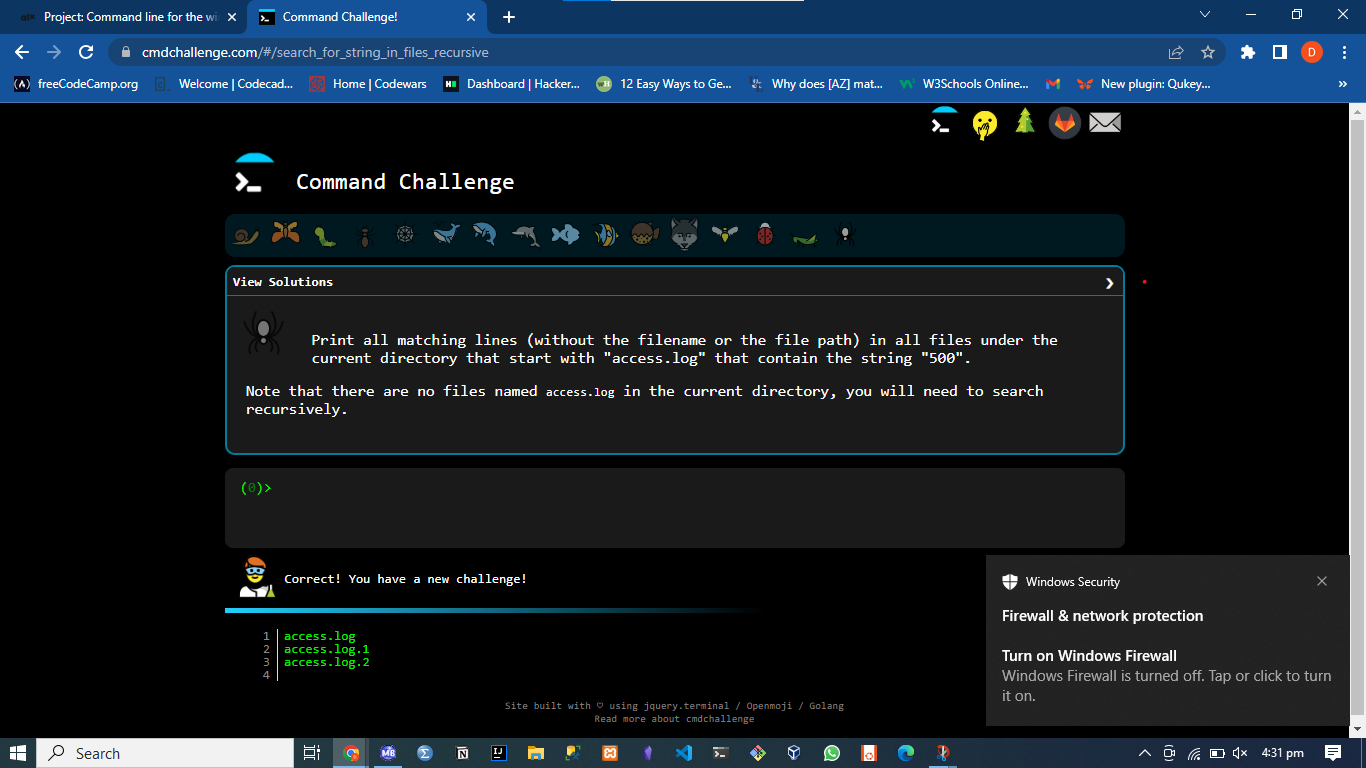 Project: Command line for the wi
Command Challenge!
cmdchallenge.com/#/search_for_string_in_files_recursive
D
freeCodeCamp.org
Welcome | Codecad...
Home | Codewars
Dashboard | Hacker...
12 Easy Ways to Ge...
Why does [AZ] mat...
W3Schools Online...
New plugin: Qukey...
»
Command Challenge
View Solutions
Print all matching lines (without the filename or the file path) in all files under the
current directory that start with "access.log" that contain the string "500".
Note that there are no files named access.log in the current directory, you will need to search
recursively.
(0)>
Correct! You have a new challenge!
1 access.log
2 access.log.1
3 access.log.2
4
Site built with ♡ using jquery.terminal / Openmoji / Golang
Read more about cmdchallenge
Windows Security
Firewall & network protection
Turn on Windows Firewall
Windows Firewall is turned off. Tap or click to turn
it on.
Search
4:31 pm